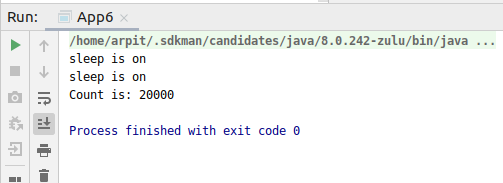 Run: App6
/home/arpit/.sdkman/candidates/java/8.0.242-zulu/bin/java ...
sleep is on
sleep is on
Count is: 20000
Process finished with exit code 0